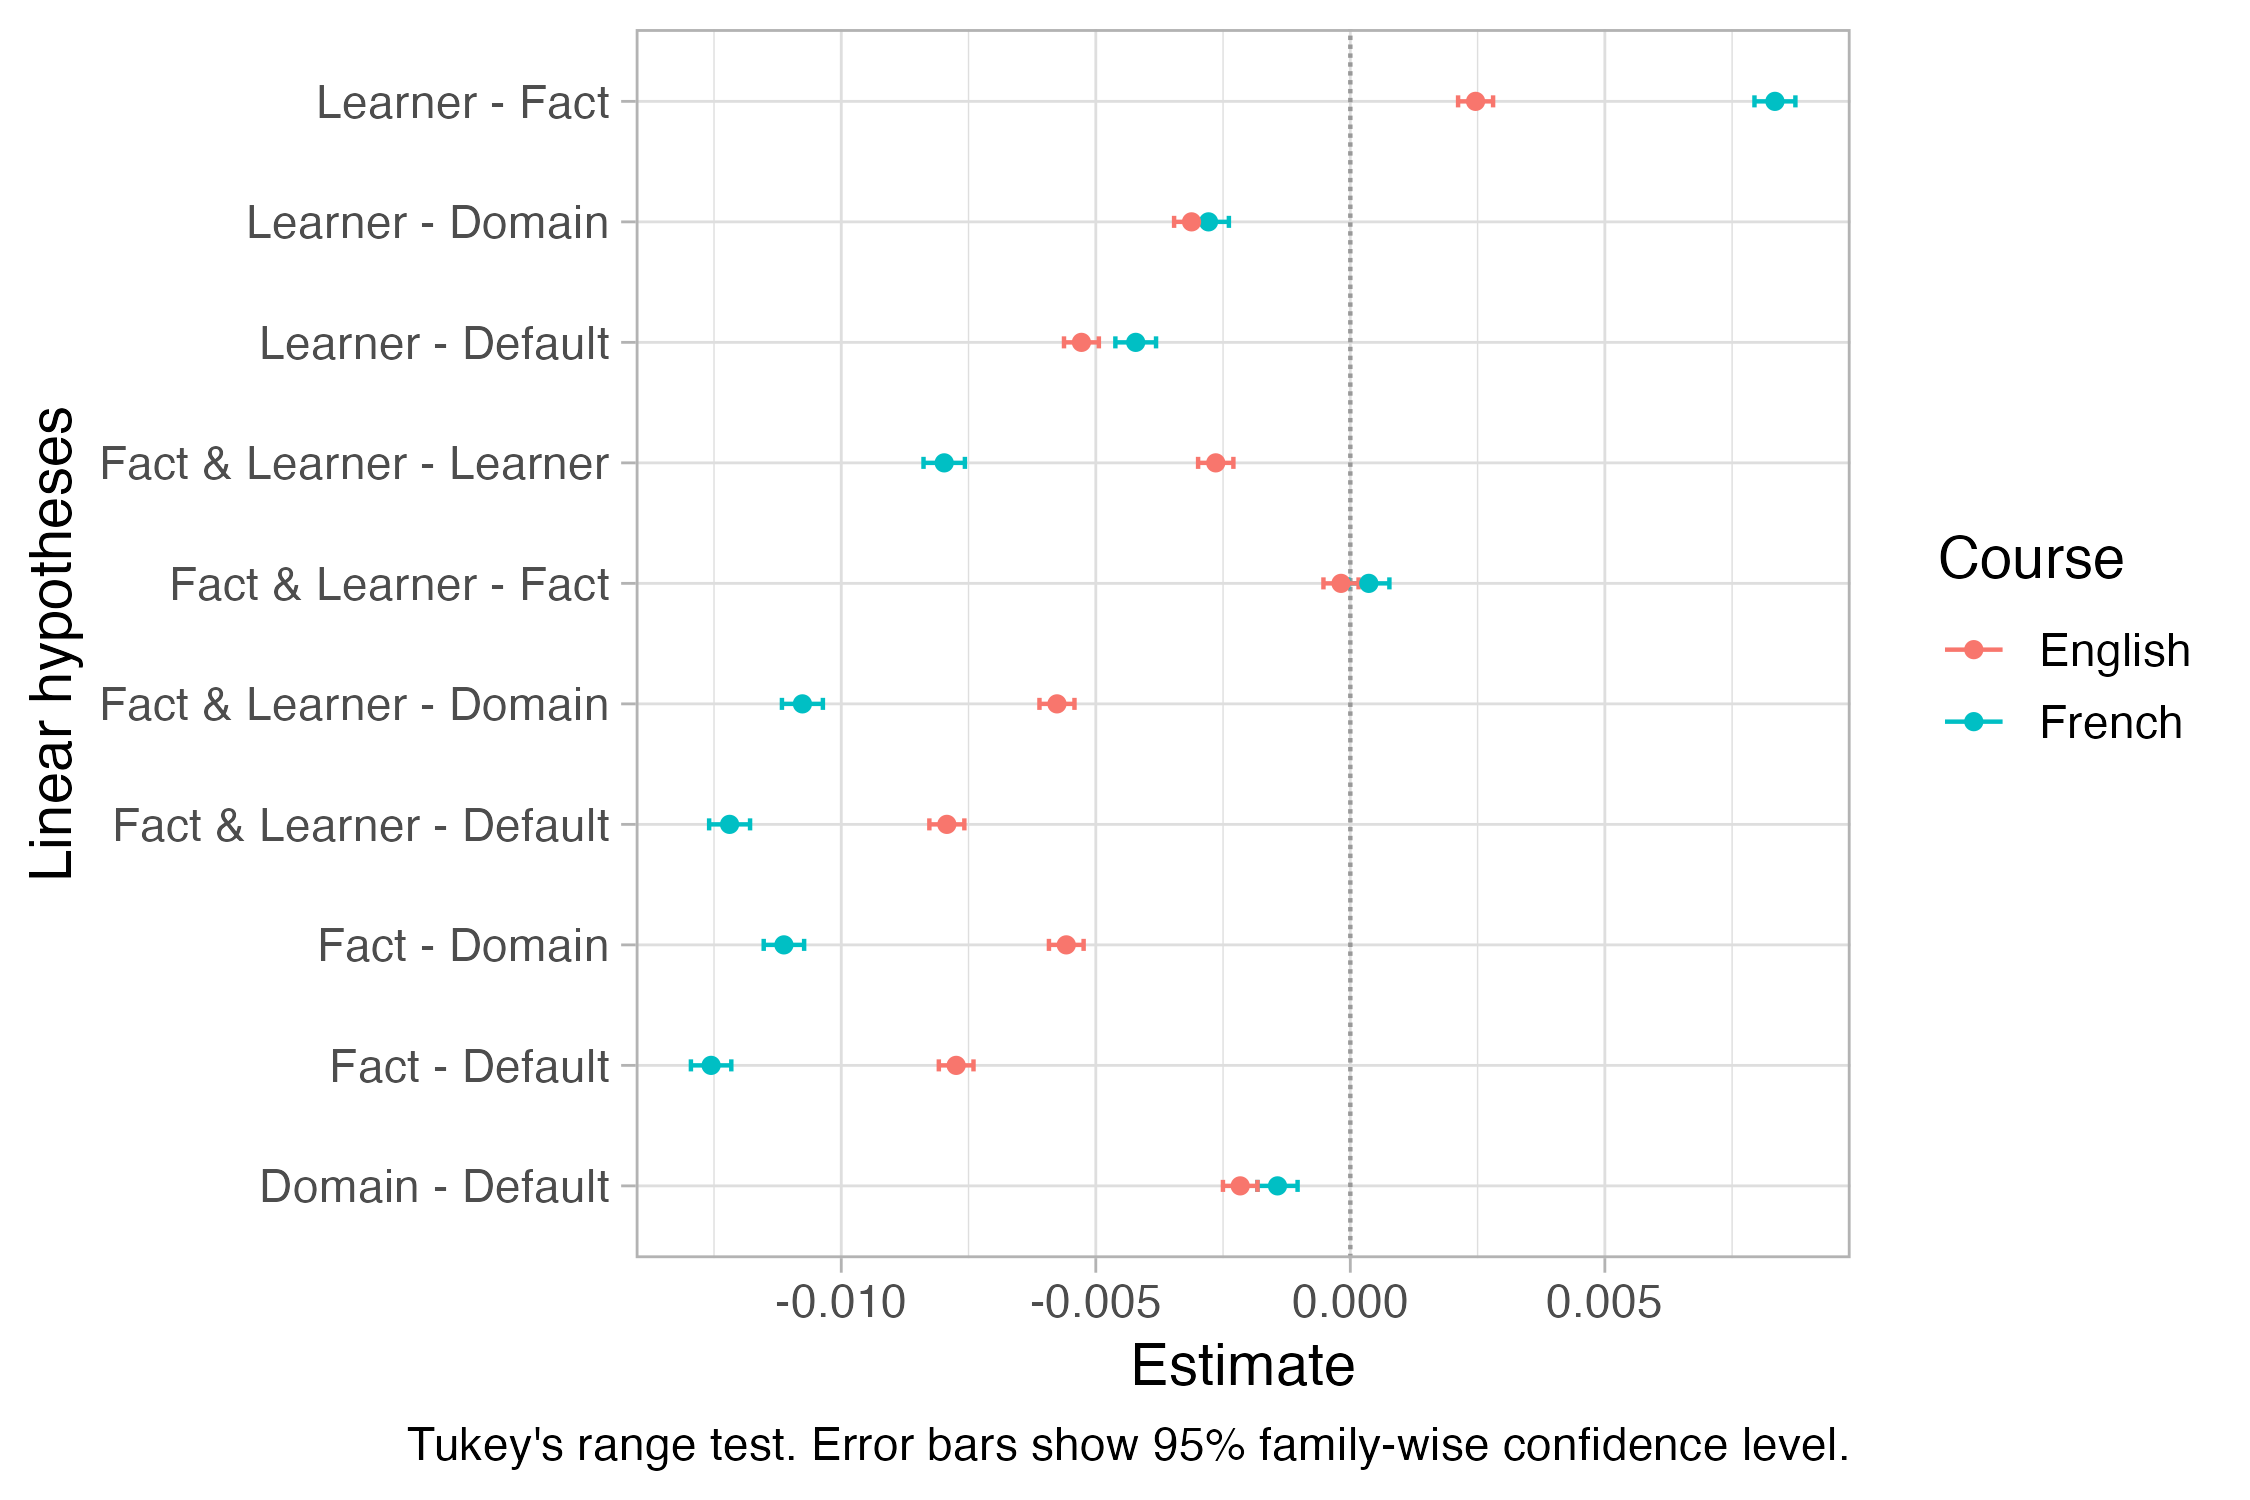 Linear hypotheses
Learner - Fact
Learner - Domain
Learner - Default
Fact & Learner - Learner
Fact & Learner - Fact
Fact & Learner - Domain
Fact & Learner - Default
Fact - Domain
Fact - Default
Domain - Default
-0.010 -0.005 0.000 0.005
Estimate
Course
English
French
Tukey's range test. Error bars show 95% family-wise confidence level.